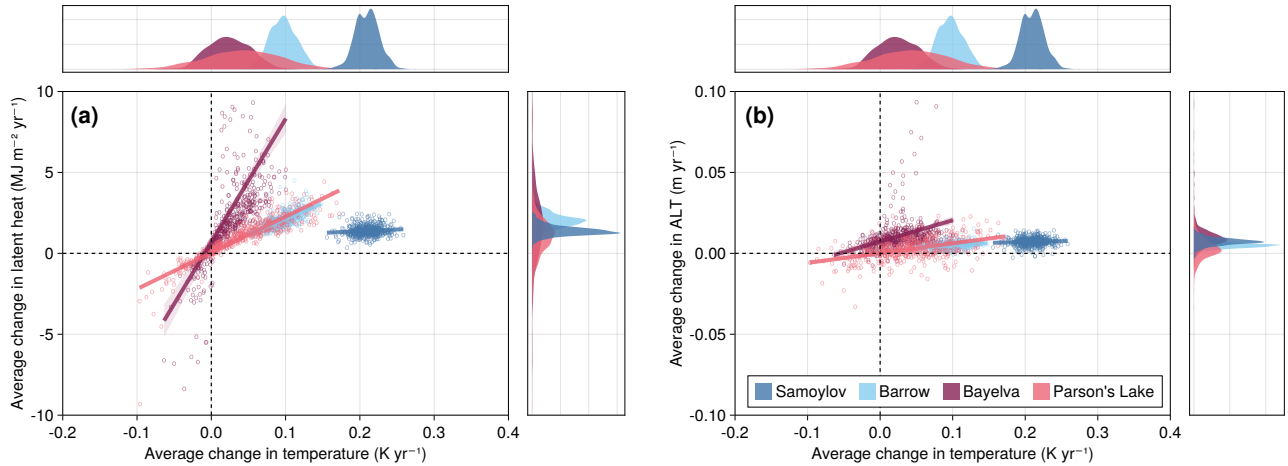 (a)
10
5
0
-5
-10
Average change in latent heat (MJ m⁻² yr⁻¹)
-0.2 -0.1 0.0 0.1 0.2 0.3 0.4
Average change in temperature (K yr⁻¹)
(b)
0.10
0.05
0.00
-0.05
-0.10
Average change in ALT (m yr⁻¹)
Samoylov Barrow Bayelva Parson's Lake
-0.2 -0.1 0.0 0.1 0.2 0.3 0.4
Average change in temperature (K yr⁻¹)